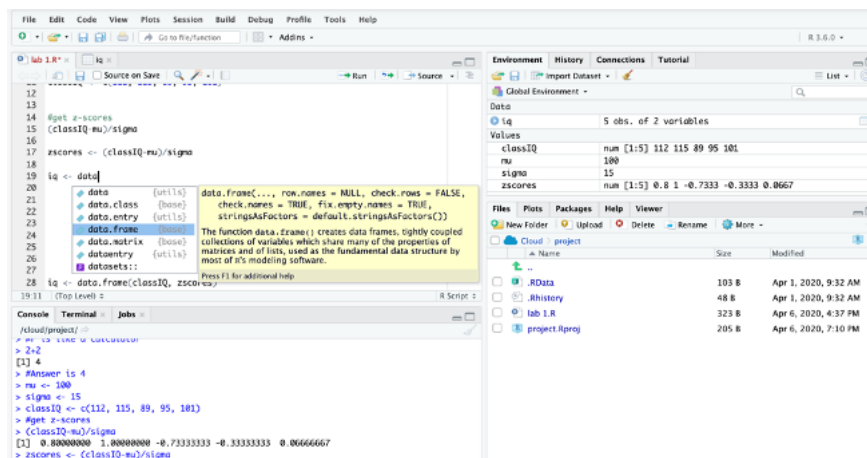 File Edit Code View Plots Session Build Debug Profile Tools Help
Go to file/function Addins R 3.6.0
lab 1.R* × iq ×
Source on Save Run Source
12
13
14 #get z-scores
15 (classIQ-mu)/sigma
16
17 zscores <- (classIQ-mu)/sigma
18
19 iq <- data
20
21
22
23
24
25
26
27
28 iq <- data.frame(classIQ, zscores)
data {utils}
data.class {base}
data.entry {utils}
data.frame {base}
data.matrix {base}
dataentry {utils}
datasets::
data.frame(..., row.names = NULL, check.rows = FALSE,
check.names = TRUE, fix.empty.names = TRUE,
stringsAsFactors = default.stringsAsFactors())
The function data.frame() creates data frames, tightly coupled
collections of variables which share many of the properties of
matrices and of lists, used as the fundamental data structure by
most of R's modeling software.
Press F1 for additional help
19:11 (Top Level) R Script
Console Terminal × Jobs ×
/cloud/project/
> 2+2
[1] 4
> #Answer is 4
> mu <- 100
> sigma <- 15
> classIQ <- c(112, 115, 89, 95, 101)
> #get z-scores
> (classIQ-mu)/sigma
[1] 0.80000000 1.00000000 -0.73333333 -0.33333333 0.06666667
> zscores <- (classIQ-mu)/sigma
Environment History Connections Tutorial
Import Dataset List
Global Environment
Data
iq 5 obs. of 2 variables
Values
classIQ num [1:5] 112 115 89 95 101
mu 100
sigma 15
zscores num [1:5] 0.8 1 -0.7333 -0.3333 0.0667
Files Plots Packages Help Viewer
New Folder Upload Delete Rename More
Cloud project
Name Size Modified
..
.RData 103 B Apr 1, 2020, 9:32 AM
.Rhistory 48 B Apr 1, 2020, 9:32 AM
lab 1.R 323 B Apr 6, 2020, 4:37 PM
project.Rproj 205 B Apr 6, 2020, 7:10 PM